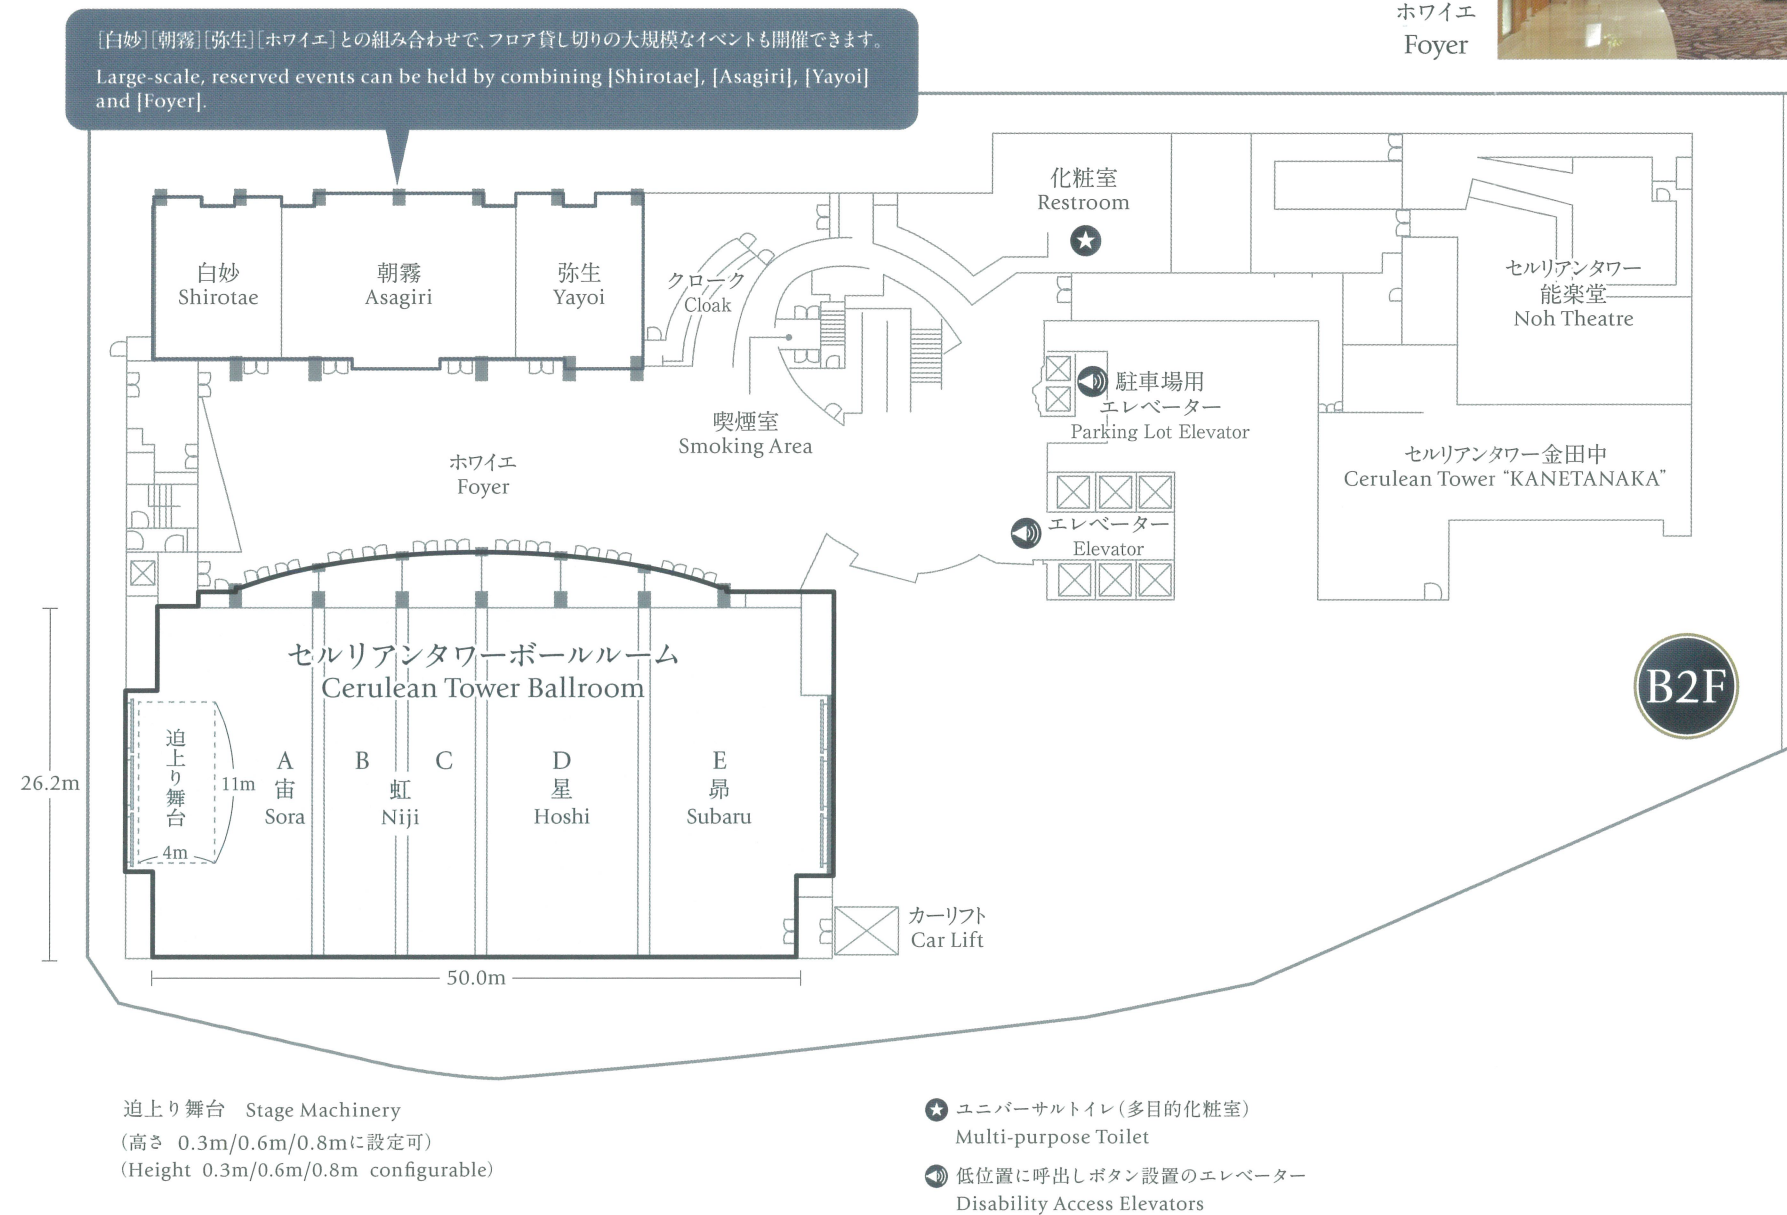 ホワイエ
Foyer
[白妙][朝霧][弥生][ホワイエ]との組み合わせで、フロア貸し切りの大規模なイベントも開催できます。
Large-scale, reserved events can be held by combining [Shirotae], [Asagiri], [Yayoi]
and [Foyer].
化粧室
Restroom
白妙
Shirotae
朝霧
Asagiri
弥生
Yayoi
クローク
Cloak
セルリアンタワー
能楽堂
Noh Theatre
駐車場用
エレベーター
Parking Lot Elevator
喫煙室
Smoking Area
ホワイエ
Foyer
セルリアンタワー金田中
Cerulean Tower “KANETANAKA”
エレベーター
Elevator
セルリアンタワーボールルーム
Cerulean Tower Ballroom
B2F
迫上り舞台
11m
4m
A
宙
Sora
B
C
虹
Niji
D
星
Hoshi
E
昴
Subaru
26.2m
50.0m
カーリフト
Car Lift
迫上り舞台 Stage Machinery
(高さ 0.3m/0.6m/0.8mに設定可)
(Height 0.3m/0.6m/0.8m configurable)
ユニバーサルトイレ(多目的化粧室)
Multi-purpose Toilet
低位置に呼出しボタン設置のエレベーター
Disability Access Elevators